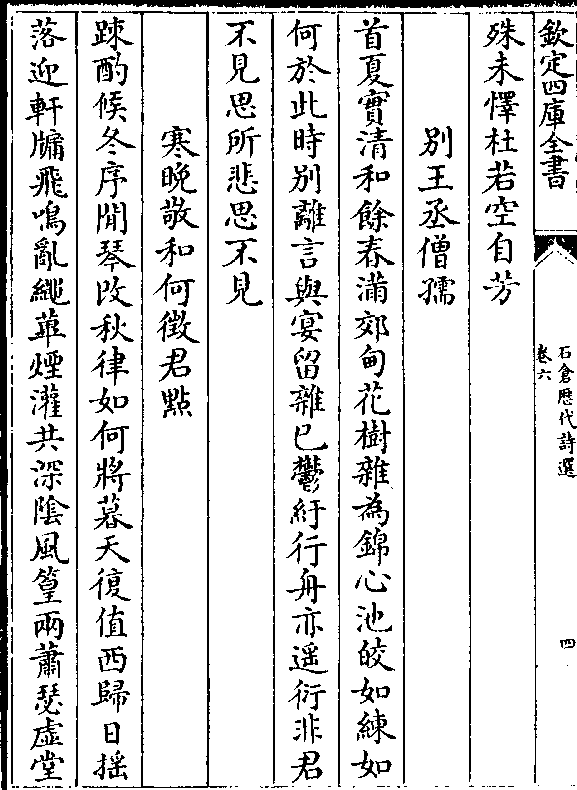 欽定四庫全書
石倉歷代詩選
卷六
四
殊未懌杜若空自芳
別王丞僧孺
首夏實清和餘春滿郊甸花樹雜為錦心池皎如練如
何於此時別離言與宴留雜已鬱紆行舟亦遥衍非君
不見思所悲思不見
寒晚敬和何徵君點
踈酌候冬序閒琴改秋律如何將暮天復值西歸日揺
落迎軒牖飛鳴亂繩蓽煙灌共深陰風篁兩蕭瑟虛堂